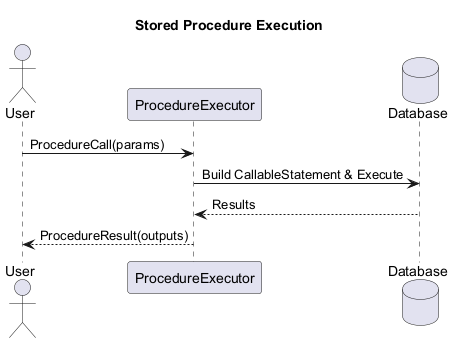 Stored Procedure Execution
User
ProcedureExecutor
Database
ProcedureCall(params)
Build CallableStatement & Execute
Results
ProcedureResult(outputs)
User
ProcedureExecutor
Database